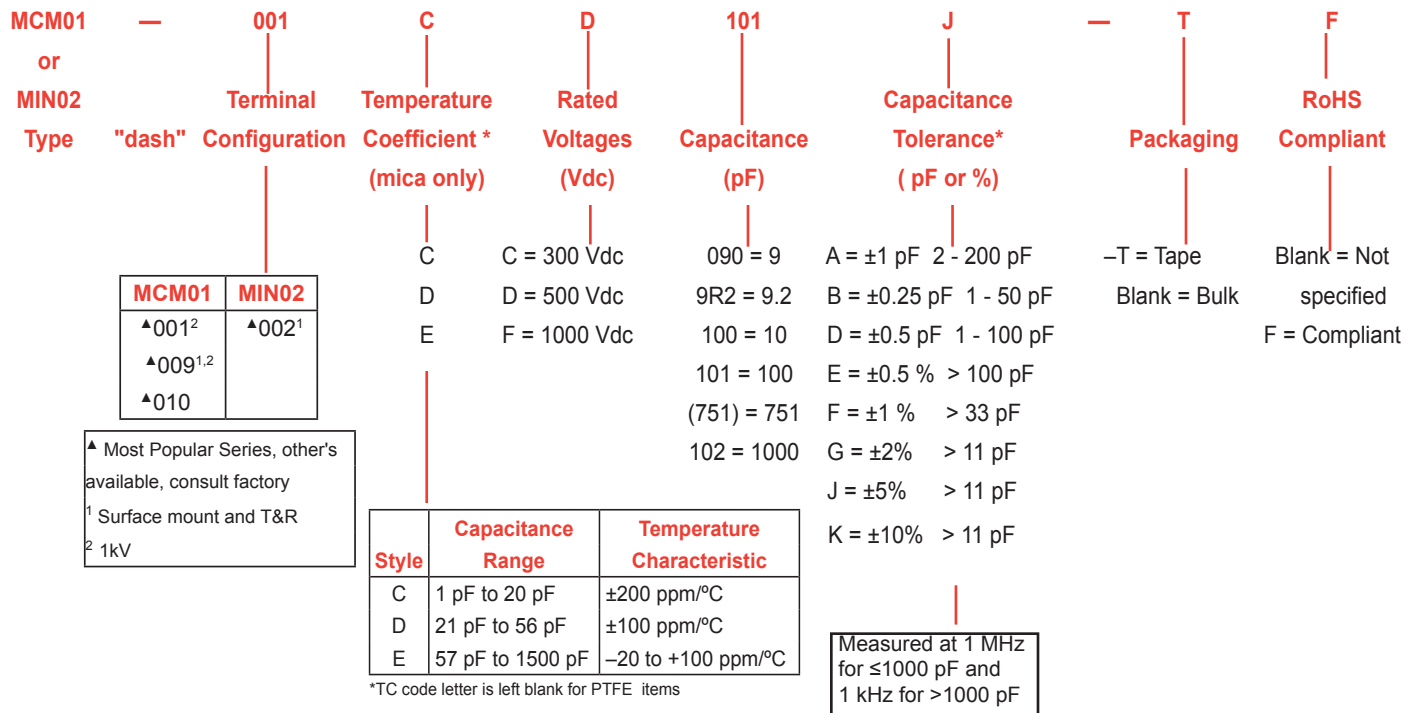 MCM01 — 001 C D 101 J — T F
or
MIN02 Terminal Temperature Rated Capacitance RoHS
Type "dash" Configuration Coefficient * Voltages Capacitance Tolerance* Packaging Compliant
(mica only) (Vdc) (pF) ( pF or %)
C C = 300 Vdc 090 = 9 A = ±1 pF 2 - 200 pF –T = Tape Blank = Not
D D = 500 Vdc 9R2 = 9.2 B = ±0.25 pF 1 - 50 pF Blank = Bulk specified
E F = 1000 Vdc 100 = 10 D = ±0.5 pF 1 - 100 pF F = Compliant
101 = 100 E = ±0.5 % > 100 pF
(751) = 751 F = ±1 % > 33 pF
102 = 1000 G = ±2% > 11 pF
J = ±5% > 11 pF
K = ±10% > 11 pF
MCM01 MIN02
▲001² ▲002¹
▲009¹,²
▲010
▲ Most Popular Series, other's
available, consult factory
¹ Surface mount and T&R
² 1kV
Capacitance Temperature
Style Range Characteristic
C 1 pF to 20 pF ±200 ppm/ºC
D 21 pF to 56 pF ±100 ppm/ºC
E 57 pF to 1500 pF –20 to +100 ppm/ºC
*TC code letter is left blank for PTFE items
Measured at 1 MHz
for ≤1000 pF and
1 kHz for >1000 pF